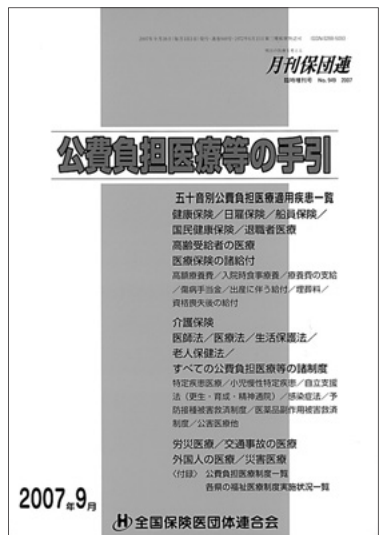 月刊保団連
臨時増刊号 No. 949 2007
公費負担医療等の手引
五十音別公費負担医療適用疾患一覧
健康保険／日雇保険／船員保険／
国民健康保険／退職者医療
高齢受給者の医療
医療保険の諸給付
高額療養費／入院時食事療養／療養費の支給
／傷病手当金／出産に伴う給付／埋葬料／
資格喪失後の給付
介護保険
医師法／医療法／生活保護法／
老人保健法／
すべての公費負担医療等の諸制度
特定疾患医療／小児慢性特定疾患／自立支援
法（更生・育成・精神通院）／感染症法／予
防接種被害救済制度／医薬品副作用被害救済
制度／公害医療他
労災医療／交通事故の医療
外国人の医療／災害医療
〈付録〉 公費負担医療制度一覧
各県の福祉医療制度実施状況一覧
2007年9月
全国保険医団体連合会